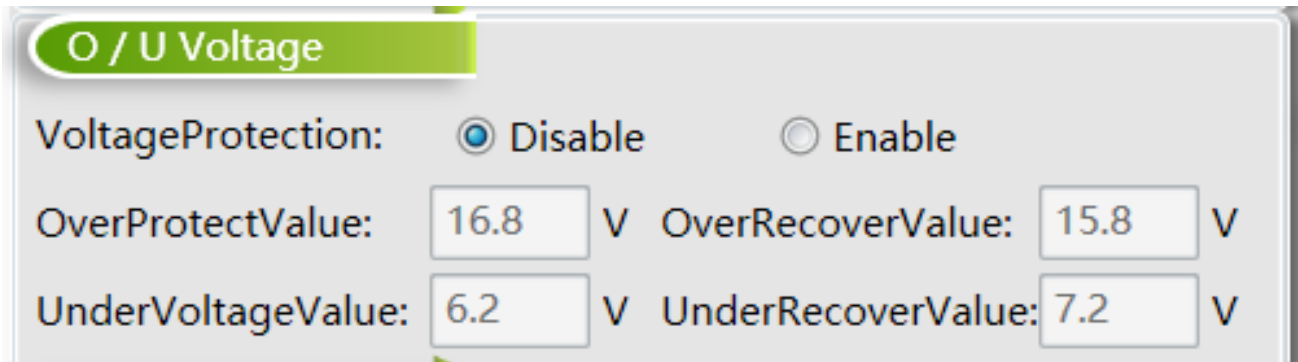 O / U Voltage
VoltageProtection: Disable Enable
OverProtectValue: 16.8 V OverRecoverValue: 15.8 V
UnderVoltageValue: 6.2 V UnderRecoverValue: 7.2 V